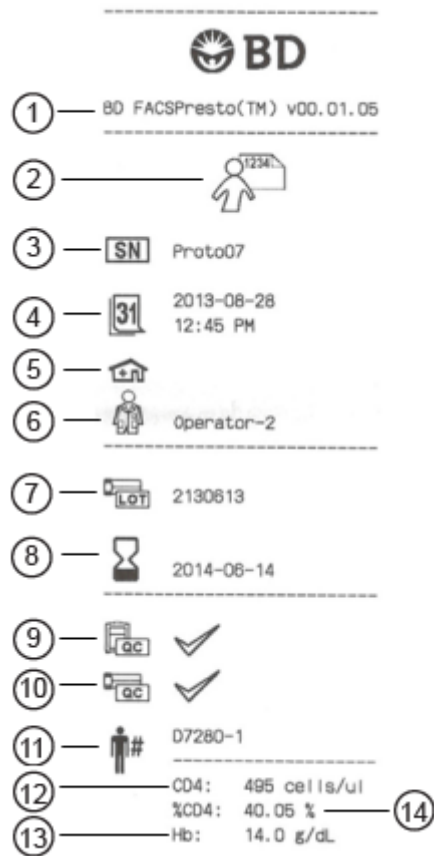 BD
① BD FACSPresto(TM) v00.01.05
② 1234
③ SN Proto07
④ 31 2013-08-28
12:45 PM
⑤
⑥ Operator-2
⑦ LOT 2130613
⑧ 2014-06-14
⑨ QC
⑩ QC
⑪ # D7280-1
⑫ CD4: 495 cells/ul
%CD4: 40.05 % ⑭
⑬ Hb: 14.0 g/dL